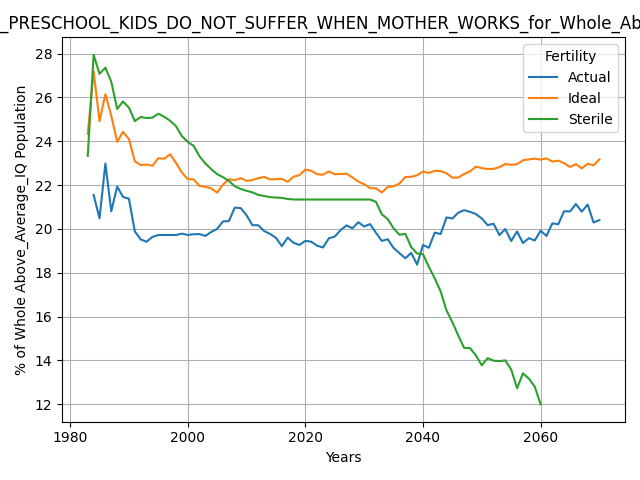 _PRESCHOOL_KIDS_DO_NOT_SUFFER_WHEN_MOTHER_WORKS_for_Whole_Ab
Fertility
Actual
Ideal
Sterile
% of Whole Above_Average_IQ Population
28
26
24
22
20
18
16
14
12
1980
2000
2020
2040
2060
Years